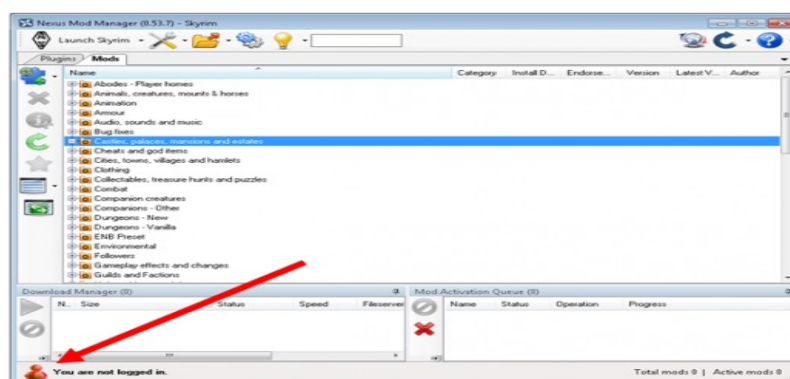 Nexus Mod Manager (0.53.7) - Skyrim
Launch Skyrim
Plugins Mods
Name Category Install D... Endorse... Version Latest V... Author
Abodes - Player homes
Animals, creatures, mounts & horses
Animation
Armour
Audio, sounds and music
Bug fixes
Castles, palaces, mansions and estates
Cheats and god items
Cities, towns, villages and hamlets
Clothing
Collectables, treasure hunts and puzzles
Combat
Companion creatures
Companions - Other
Dungeons - New
Dungeons - Vanilla
ENB Preset
Environmental
Followers
Gameplay effects and changes
Guilds and Factions
Download Manager (0) Mod Activation Queue (0)
N.. Size Status Speed Fileserver Name Status Operation Progress
You are not logged in. Total mods 0 | Active mods 0